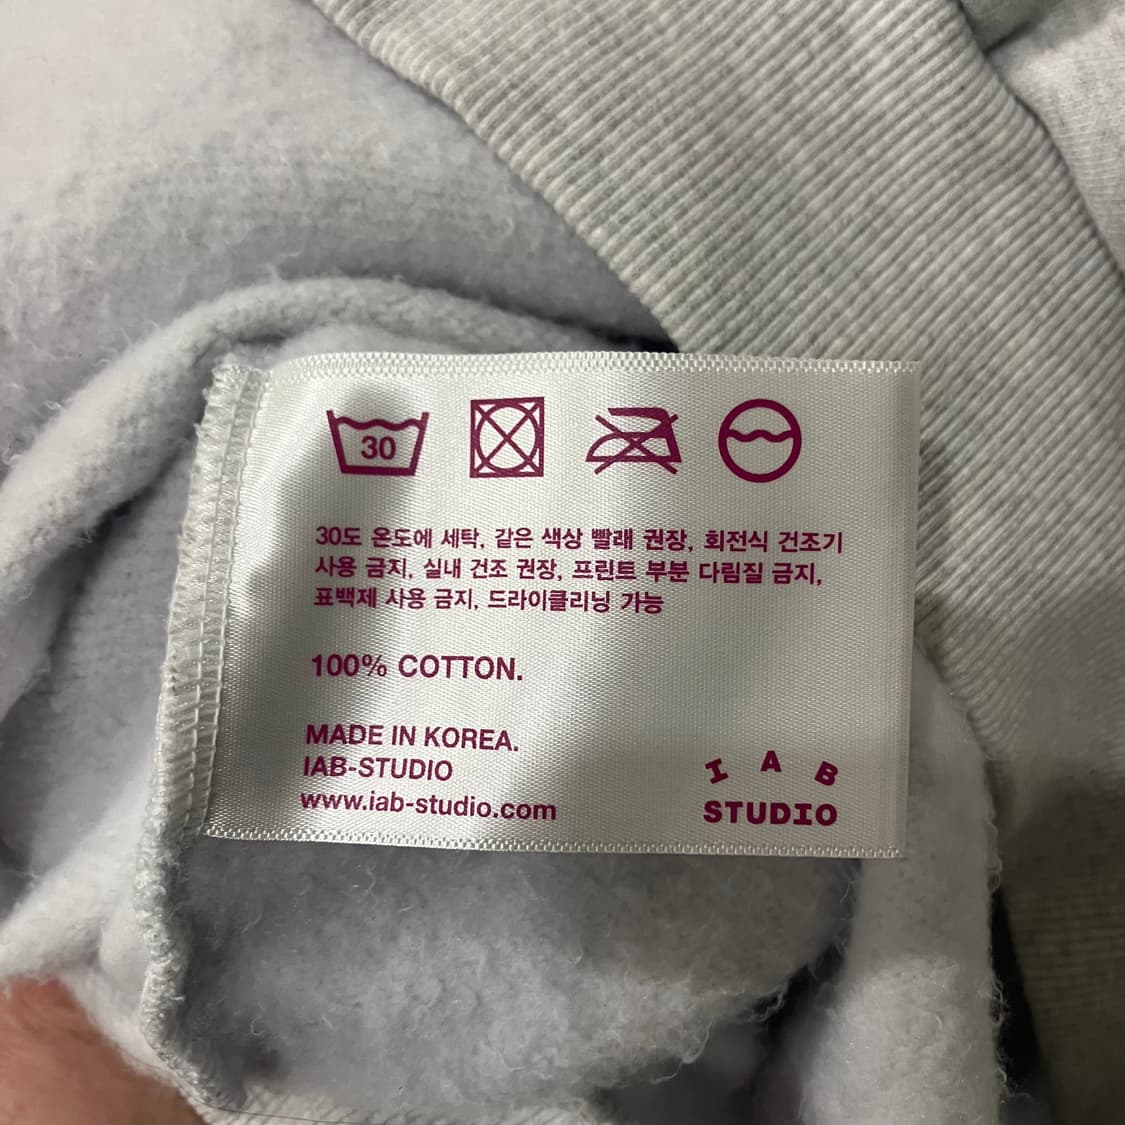 30
30도 온도에 세탁, 같은 색상 빨래 권장, 회전식 건조기
사용 금지, 실내 건조 권장, 프린트 부분 다림질 금지,
표백제 사용 금지, 드라이클리닝 가능
100% COTTON.
MADE IN KOREA.
IAB-STUDIO
www.iab-studio.com
I A B
STUDIO